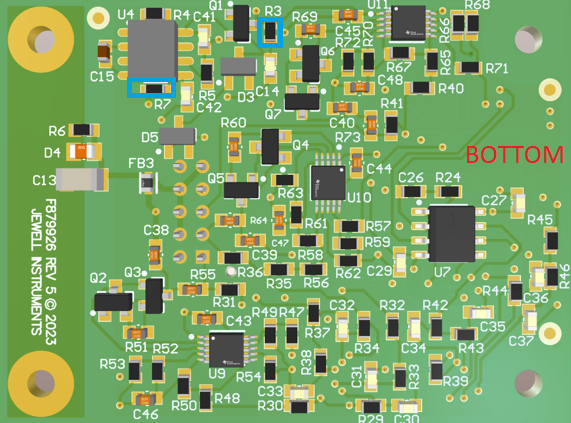 U4
R4
Q1
R3
U11
R68
C41
R69
C45
R66
Q6
R72
R70
C15
R5
D3
C14
R67
R65
R71
R7
C42
C48
R40
Q7
C40
R41
R6
D5
R60
R73
BOTTOM
D4
FB3
Q4
C44
C13
Q5
R63
U10
C26
R24
C27
R64
R61
R57
R45
C38
C47
R58
R59
C39
R36
R35
R56
R62
C29
U7
R46
Q2
Q3
R55
R31
R44
C36
F879926 REV 5 © 2023
JEWELL INSTRUMENTS
C43
R49
R47
R37
C32
R34
R32
C34
R42
C35
R43
C37
R51
R53
R52
U9
R54
R38
C31
R33
R39
C46
R50
R48
C33
R30
R29
C30